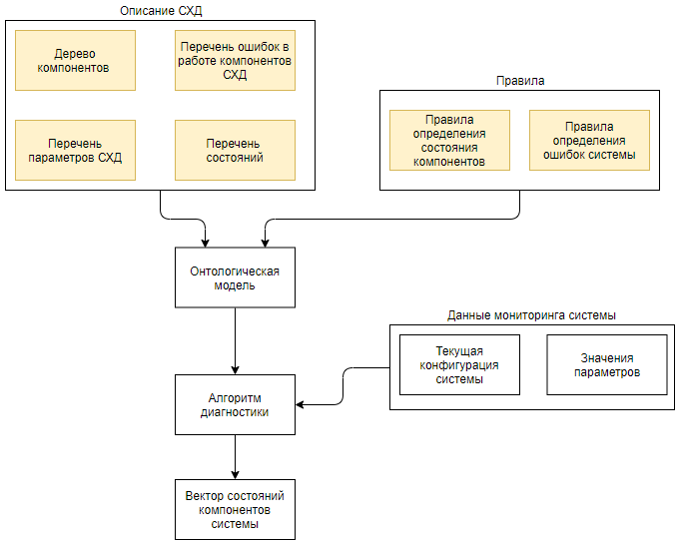 Описание СХД
Дерево
компонентов
Перечень ошибок в
работе компонентов
СХД
Перечень
параметров СХД
Перечень
состояний
Правила
Правила
определения
состояния
компонентов
Правила
определения
ошибок системы
Онтологическая
модель
Данные мониторинга системы
Текущая
конфигурация
системы
Значения
параметров
Алгоритм
диагностики
Вектор состояний
компонентов
системы